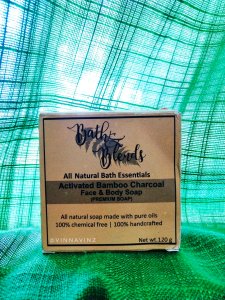 Bath
Blends
All Natural Bath Essentials
Activated Bamboo Charcoal
Face & Body Soap
(PREMIUM SOAP)
All natural soap made with pure oils
100% chemical free | 100% handcrafted
@VINNAVINZ
Net wt. 120 g